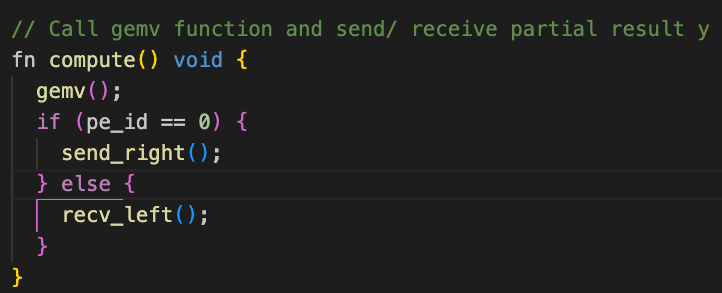 // Call gemv function and send/ receive partial result y
fn compute() void {
  gemv();
  if (pe_id == 0) {
    send_right();
  } else {
    recv_left();
  }
}